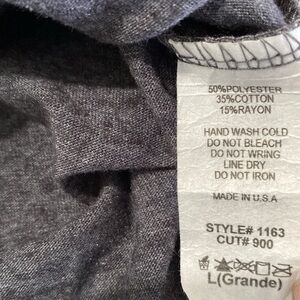 50%POLYESTER
35%COTTON
15%RAYON
HAND WASH COLD
DO NOT BLEACH
DO NOT WRING
LINE DRY
DO NOT IRON
MADE IN U.S.A
STYLE# 1163
CUT# 900
L(Grande)